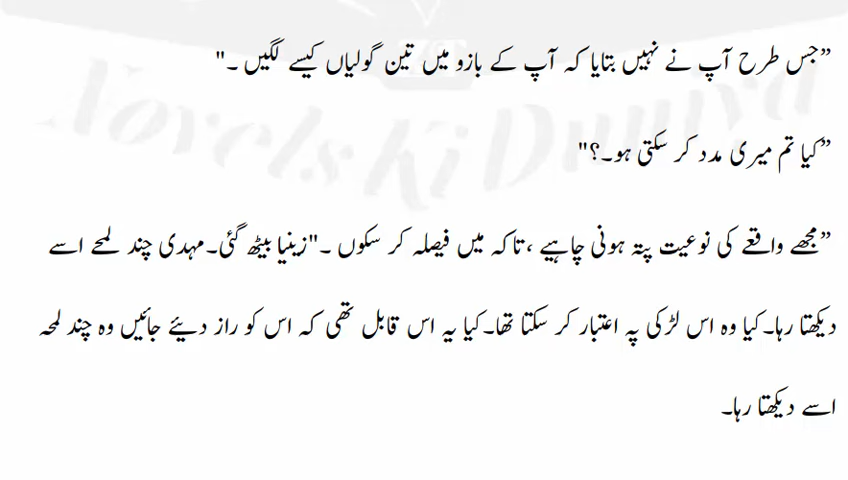 ”جس طرح آپ نے نہیں بتایا کہ آپ کے بازو میں تین گولیاں کیسے لگیں ۔"
”کیا تم میری مدد کر سکتی ہو۔؟"
”مجھے واقعے کی نوعیت پتہ ہونی چاہیے ، تاکہ میں فیصلہ کر سکوں ۔"زینیا بیٹھ گئی۔مہدی چند لمحے اسے
دیکھتا رہا۔کیا وہ اس لڑکی پہ اعتبار کر سکتا تھا۔کیا یہ اس قابل تھی کہ اس کو راز دیئے جائیں وہ چند لمحہ
اسے دیکھتا رہا۔
Novels Ki Duniya